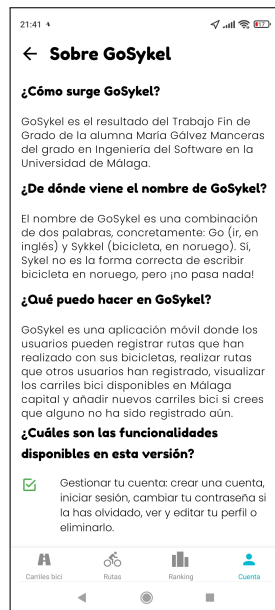 21:41
17
Sobre GoSykel
¿Cómo surge GoSykel?
GoSykel es el resultado del Trabajo Fin de
Grado de la alumna María Gálvez Manceras
del grado en Ingeniería del Software en la
Universidad de Málaga.
¿De dónde viene el nombre de GoSykel?
El nombre de GoSykel es una combinación
de dos palabras, concretamente: Go (ir, en
inglés) y Sykkel (bicicleta, en noruego). Sí,
Sykel no es la forma correcta de escribir
bicicleta en noruego, pero ¡no pasa nada!
¿Qué puedo hacer en GoSykel?
GoSykel es una aplicación móvil donde los
usuarios pueden registrar rutas que han
realizado con sus bicicletas, realizar rutas
que otros usuarios han registrado, visualizar
los carriles bici disponibles en Málaga
capital y añadir nuevos carriles bici si crees
que alguno no ha sido registrado aún.
¿Cuáles son las funcionalidades
disponibles en esta versión?
Gestionar tu cuenta: crear una cuenta,
iniciar sesión, cambiar tu contraseña si
la has olvidado, ver y editar tu perfil o
eliminarlo.
Carriles bici Rutas Ranking Cuenta